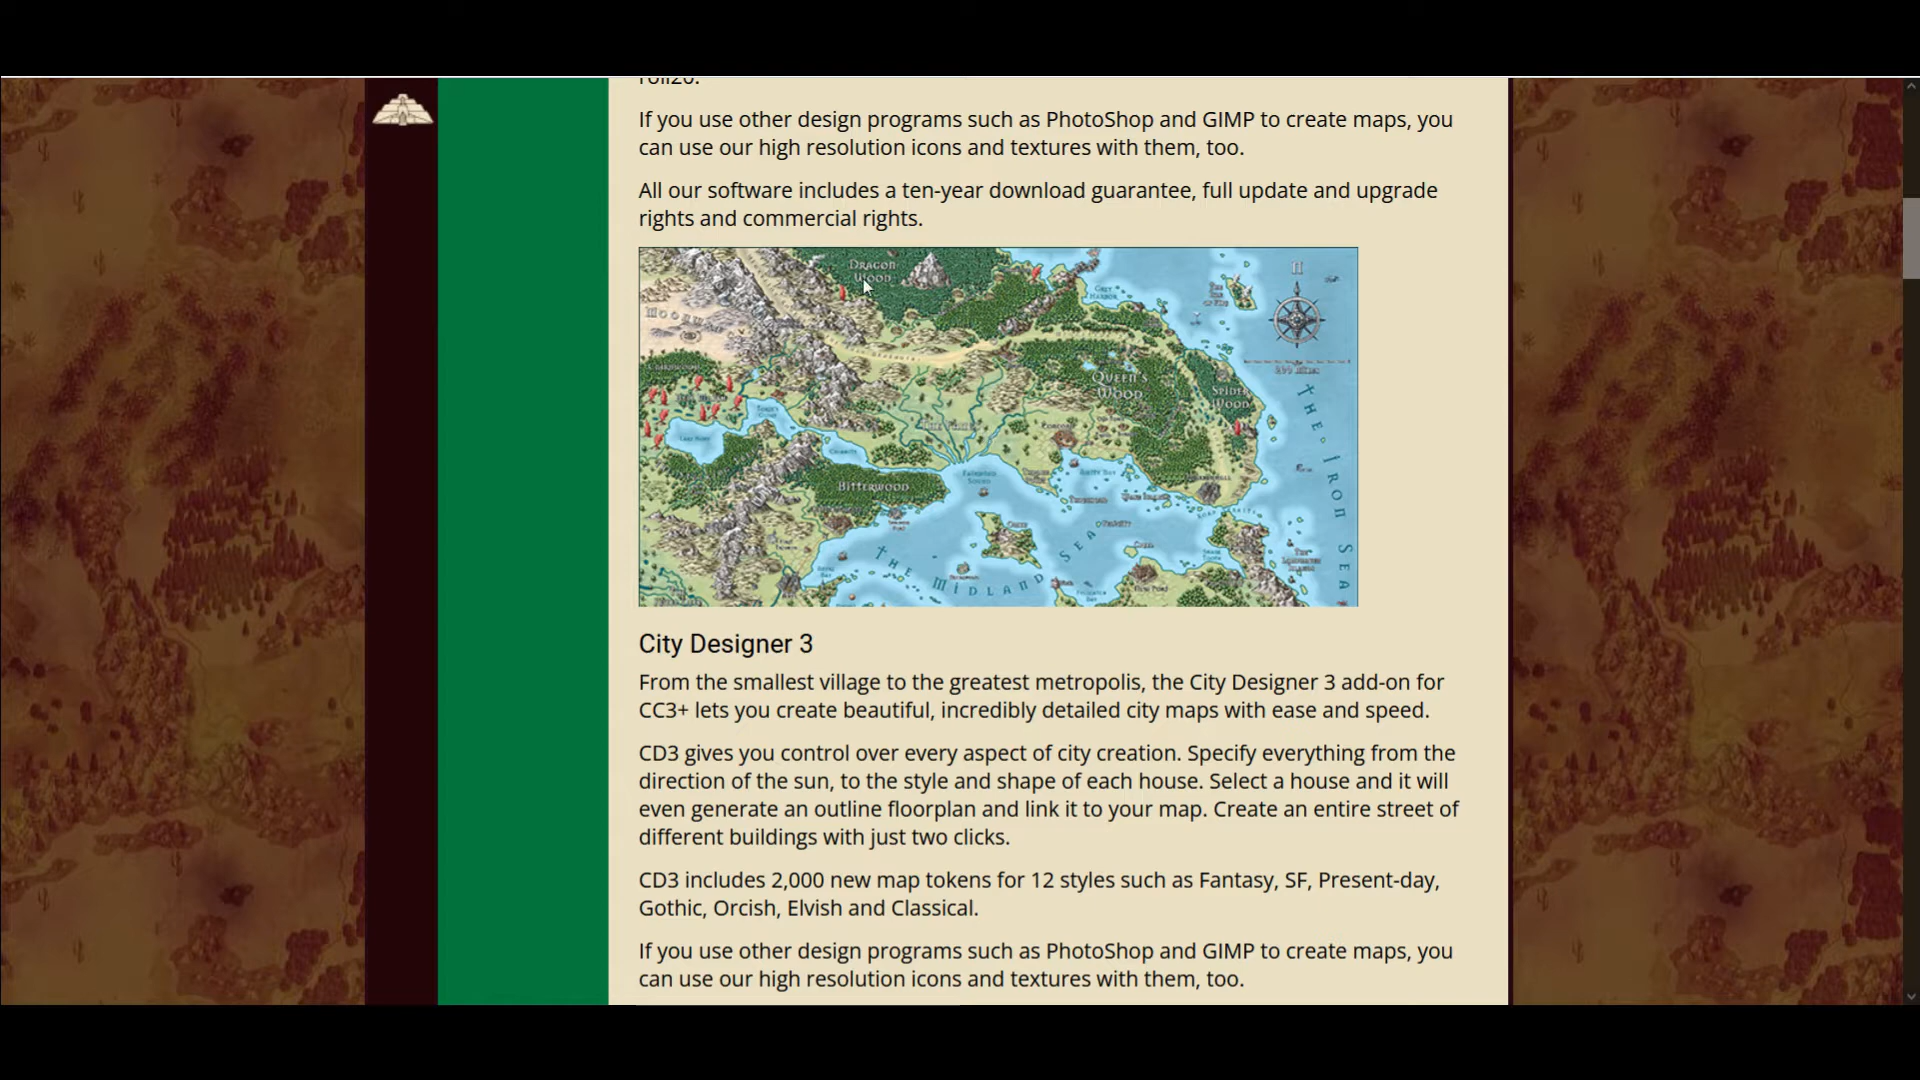 roll20.
If you use other design programs such as PhotoShop and GIMP to create maps, you
can use our high resolution icons and textures with them, too.
All our software includes a ten-year download guarantee, full update and upgrade
rights and commercial rights.
DRAGON
WOOD
N
GREY
HARBOR
QUEEN'S
WOOD
SPIDER
WOOD
200 MILES
THE IRON SEA
BITTERWOOD
THE MIDLAND SEA
City Designer 3
From the smallest village to the greatest metropolis, the City Designer 3 add-on for
CC3+ lets you create beautiful, incredibly detailed city maps with ease and speed.
CD3 gives you control over every aspect of city creation. Specify everything from the
direction of the sun, to the style and shape of each house. Select a house and it will
even generate an outline floorplan and link it to your map. Create an entire street of
different buildings with just two clicks.
CD3 includes 2,000 new map tokens for 12 styles such as Fantasy, SF, Present-day,
Gothic, Orcish, Elvish and Classical.
If you use other design programs such as PhotoShop and GIMP to create maps, you
can use our high resolution icons and textures with them, too.